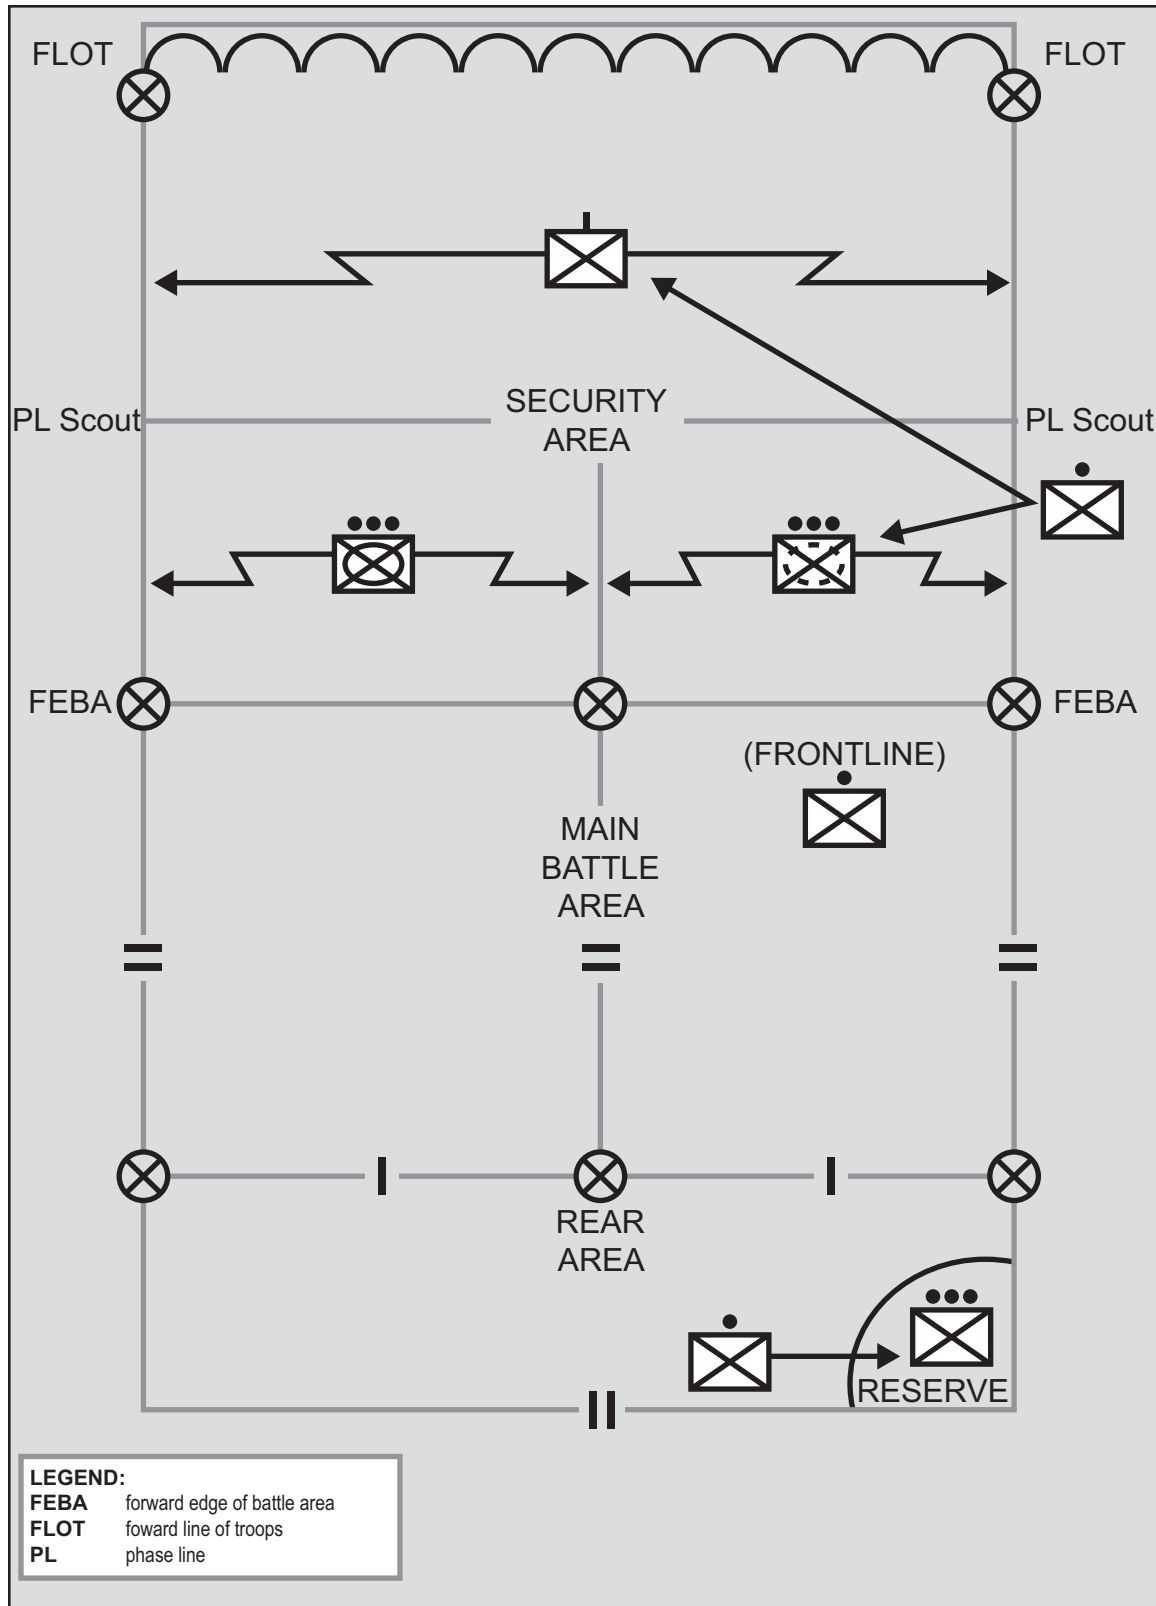 FLOT
FLOT
PL Scout
SECURITY
AREA
PL Scout
FEBA
FEBA
(FRONTLINE)
MAIN
BATTLE
AREA
REAR
AREA
RESERVE
LEGEND:
FEBA forward edge of battle area
FLOT foward line of troops
PL phase line